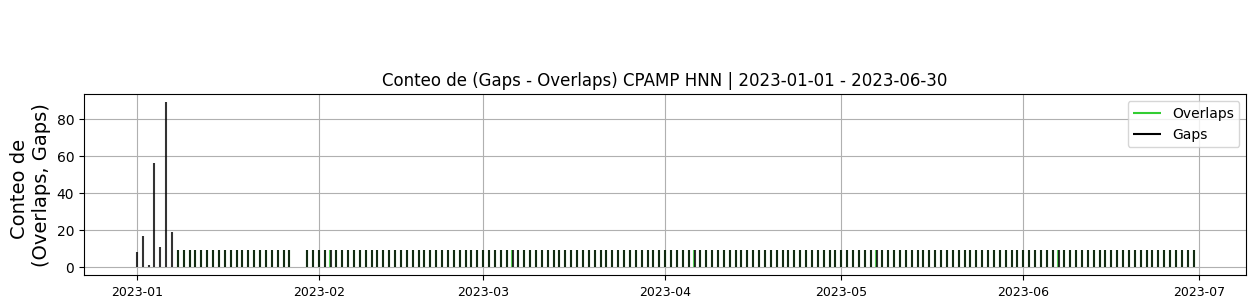 Conteo de (Gaps - Overlaps) CPAMP HNN | 2023-01-01 - 2023-06-30
Conteo de
(Overlaps, Gaps)
80
60
40
20
0
Overlaps
Gaps
2023-01
2023-02
2023-03
2023-04
2023-05
2023-06
2023-07